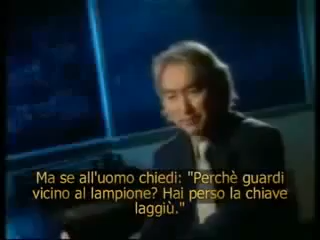 Ma se all'uomo chiedi: "Perchè guardi
vicino al lampione? Hai perso la chiave
laggiù."